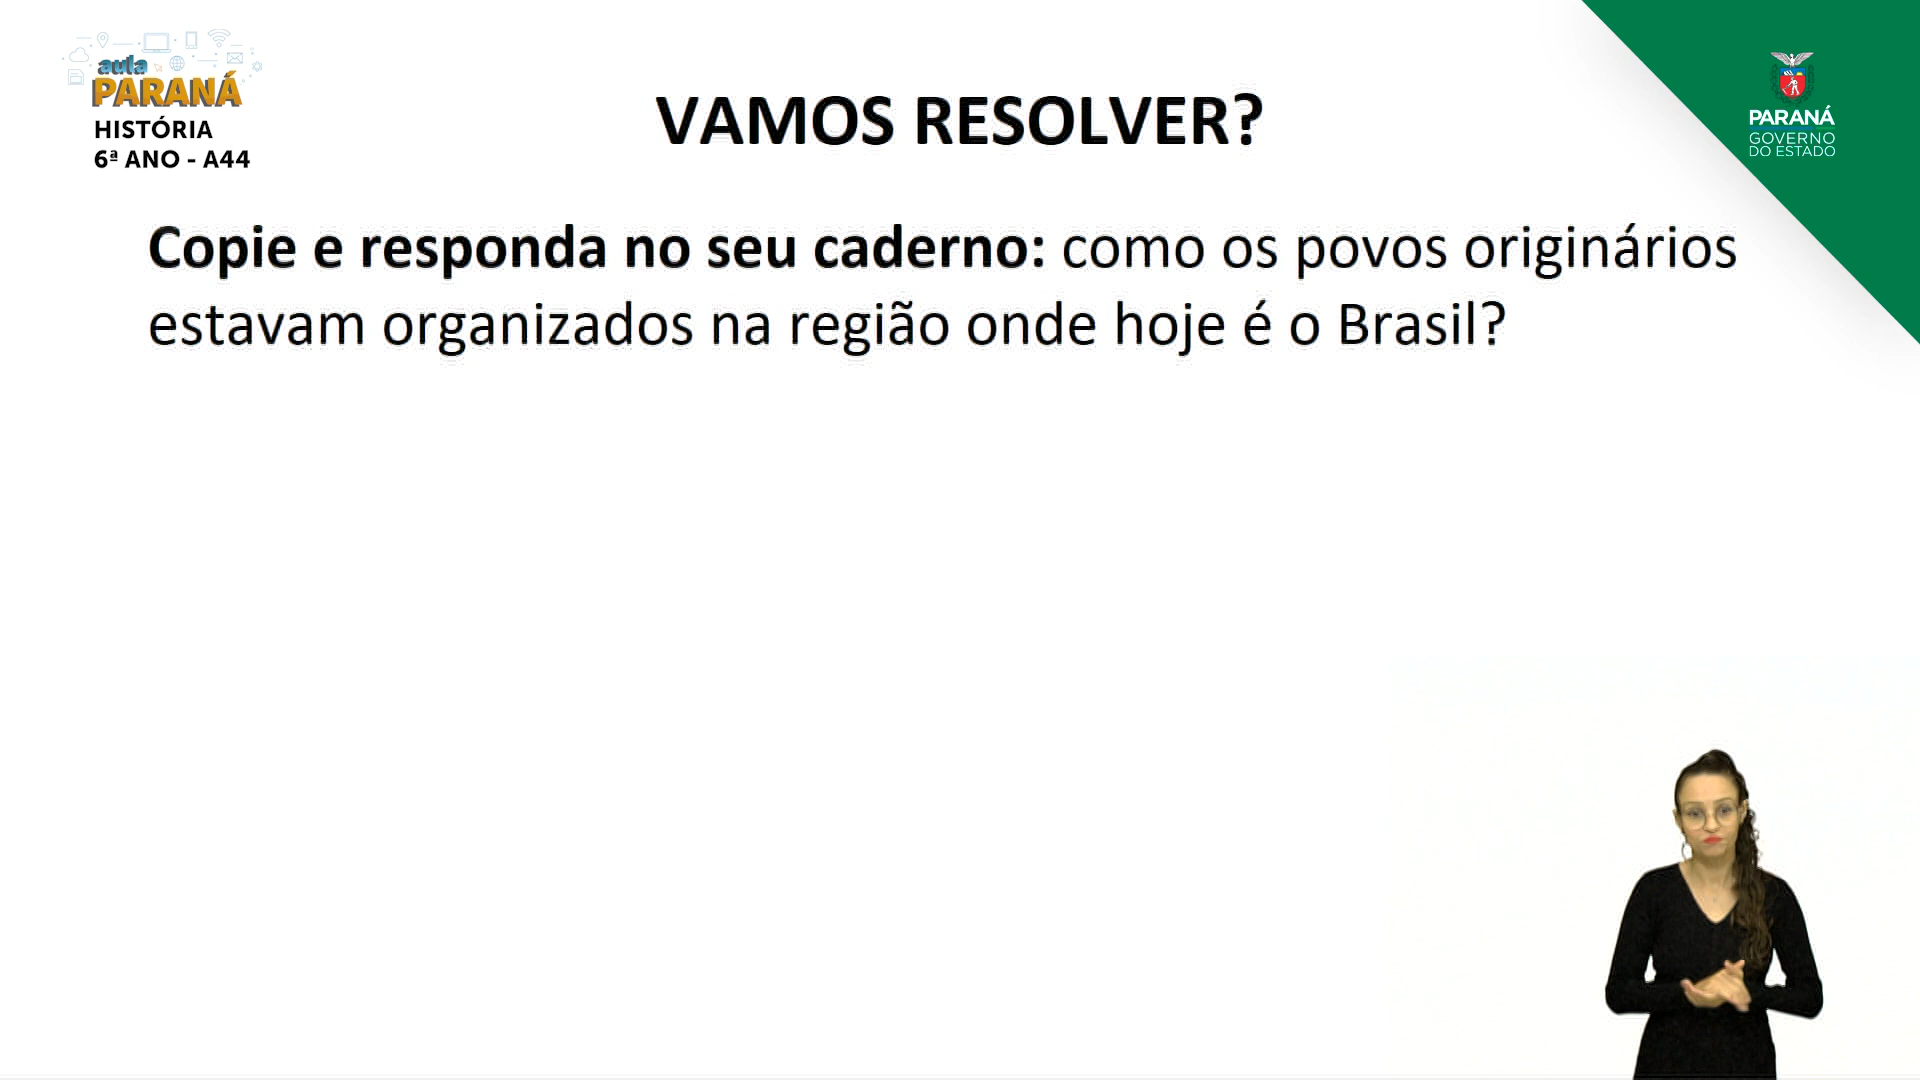 aula
PARANÁ
HISTÓRIA
6ª ANO - A44
VAMOS RESOLVER?
PARANÁ
GOVERNO
DO ESTADO
Copie e responda no seu caderno: como os povos originários
estavam organizados na região onde hoje é o Brasil?